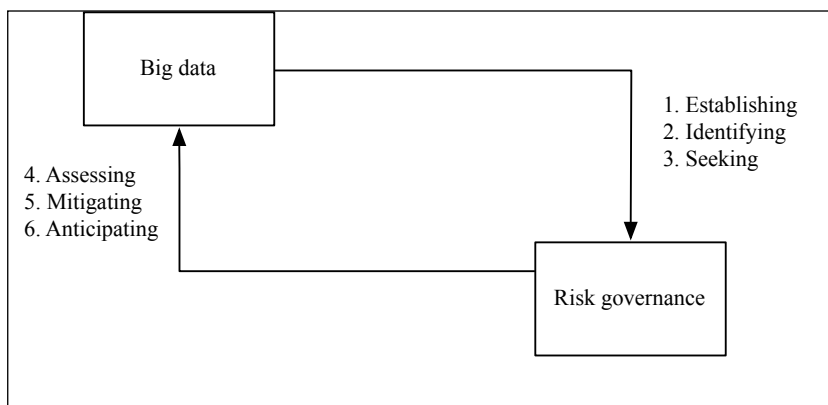 Big data
1. Establishing
2. Identifying
3. Seeking
4. Assessing
5. Mitigating
6. Anticipating
Risk governance